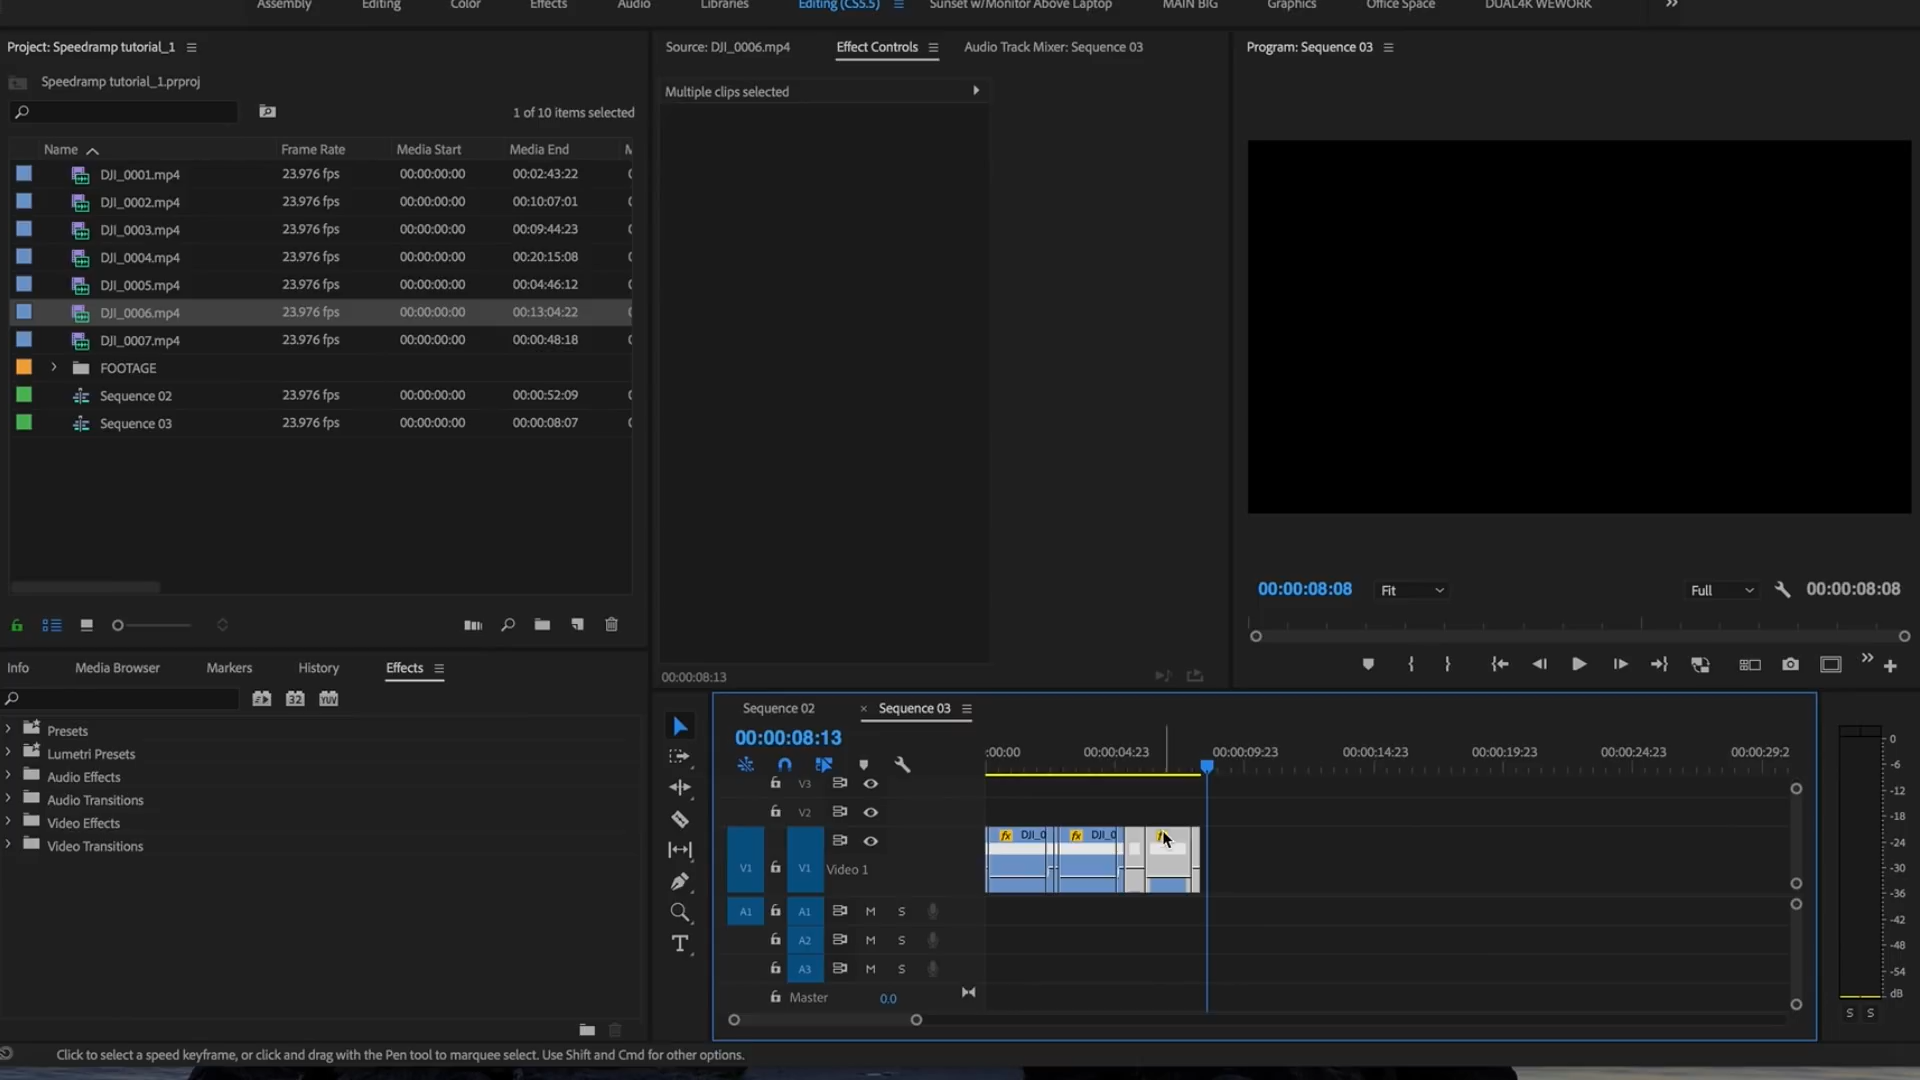 Assembly Editing Color Effects Audio Libraries Editing (CS5.5) Sunset w/Monitor Above Laptop MAIN BIG Graphics Office Space DUAL4K WEWORK
Project: Speedramp tutorial_1
Speedramp tutorial_1.prproj
1 of 10 items selected
Name Frame Rate Media Start Media End
DJI_0001.mp4 23.976 fps 00:00:00:00 00:02:43:22
DJI_0002.mp4 23.976 fps 00:00:00:00 00:10:07:01
DJI_0003.mp4 23.976 fps 00:00:00:00 00:09:44:23
DJI_0004.mp4 23.976 fps 00:00:00:00 00:20:15:08
DJI_0005.mp4 23.976 fps 00:00:00:00 00:04:46:12
DJI_0006.mp4 23.976 fps 00:00:00:00 00:13:04:22
DJI_0007.mp4 23.976 fps 00:00:00:00 00:00:48:18
FOOTAGE
Sequence 02 23.976 fps 00:00:00:00 00:00:52:09
Sequence 03 23.976 fps 00:00:00:00 00:00:08:07
Source: DJI_0006.mp4 Effect Controls Audio Track Mixer: Sequence 03
Multiple clips selected
00:00:08:13
Program: Sequence 03
00:00:08:08 Fit Full 00:00:08:08
Info Media Browser Markers History Effects
32 YUV
Presets
Lumetri Presets
Audio Effects
Audio Transitions
Video Effects
Video Transitions
Sequence 02 × Sequence 03
00:00:08:13
:00:00 00:00:04:23 00:00:09:23 00:00:14:23 00:00:19:23 00:00:24:23 00:00:29:2
V3
V2
fx DJI_0 fx DJI_0
V1 V1 Video 1
A1 A1 M S
A2 M S
A3 M S
Master 0.0
0
-6
-12
-18
-24
-30
-36
-42
-48
-54
dB
S S
Click to select a speed keyframe, or click and drag with the Pen tool to marquee select. Use Shift and Cmd for other options.